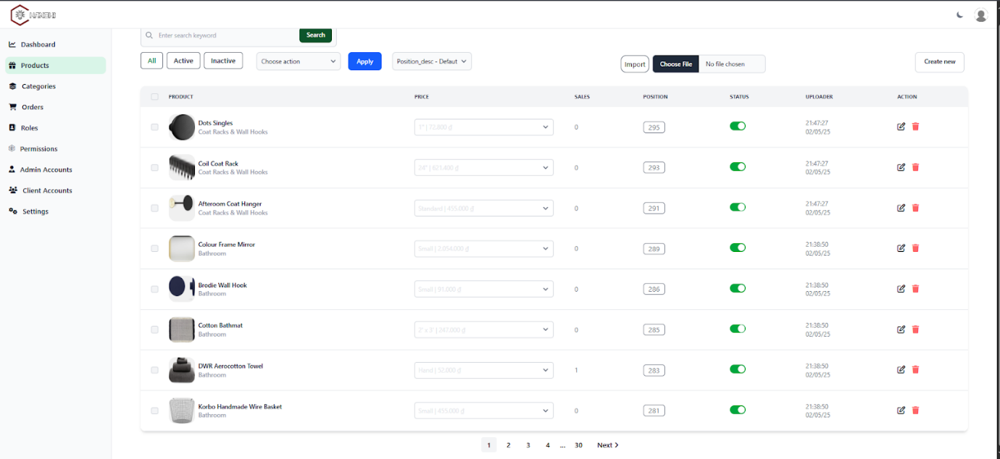 Dashboard
Products
Categories
Orders
Roles
Permissions
Admin Accounts
Client Accounts
Settings
Enter search keyword Search
All Active Inactive Choose action Apply Position_desc - Defaut Import Choose File No file chosen Create new
PRODUCT PRICE SALES POSITION STATUS UPLOADER ACTION
Dots Singles
Coat Racks & Wall Hooks
1" | 72.800 ₫ 0 295
21:47:27
02/05/25
Coil Coat Rack
Coat Racks & Wall Hooks
24" | 621.400 ₫ 0 293
21:47:27
02/05/25
Afteroom Coat Hanger
Coat Racks & Wall Hooks
Standard | 455.000 ₫ 0 291
21:47:27
02/05/25
Colour Frame Mirror
Bathroom
Small | 2.054.000 ₫ 0 289
21:38:50
02/05/25
Brodie Wall Hook
Bathroom
Small | 91.000 ₫ 0 286
21:38:50
02/05/25
Cotton Bathmat
Bathroom
2' x 3' | 247.000 ₫ 0 285
21:38:50
02/05/25
DWR Aerocotton Towel
Bathroom
Hand | 52.000 ₫ 1 283
21:38:50
02/05/25
Korbo Handmade Wire Basket
Bathroom
Small | 455.000 ₫ 0 281
21:38:50
02/05/25
1 2 3 4 ... 30 Next